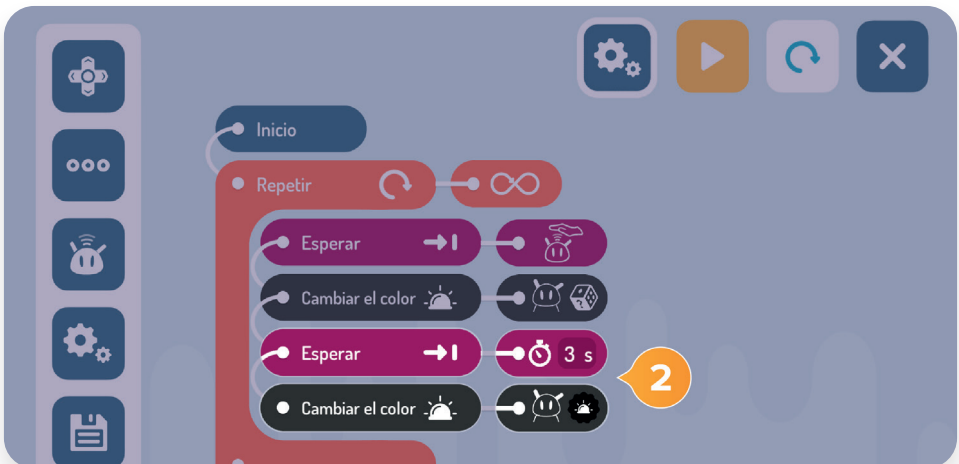 Inicio
Repetir
Esperar
Cambiar el color ?
Esperar 3 s
2
Cambiar el color